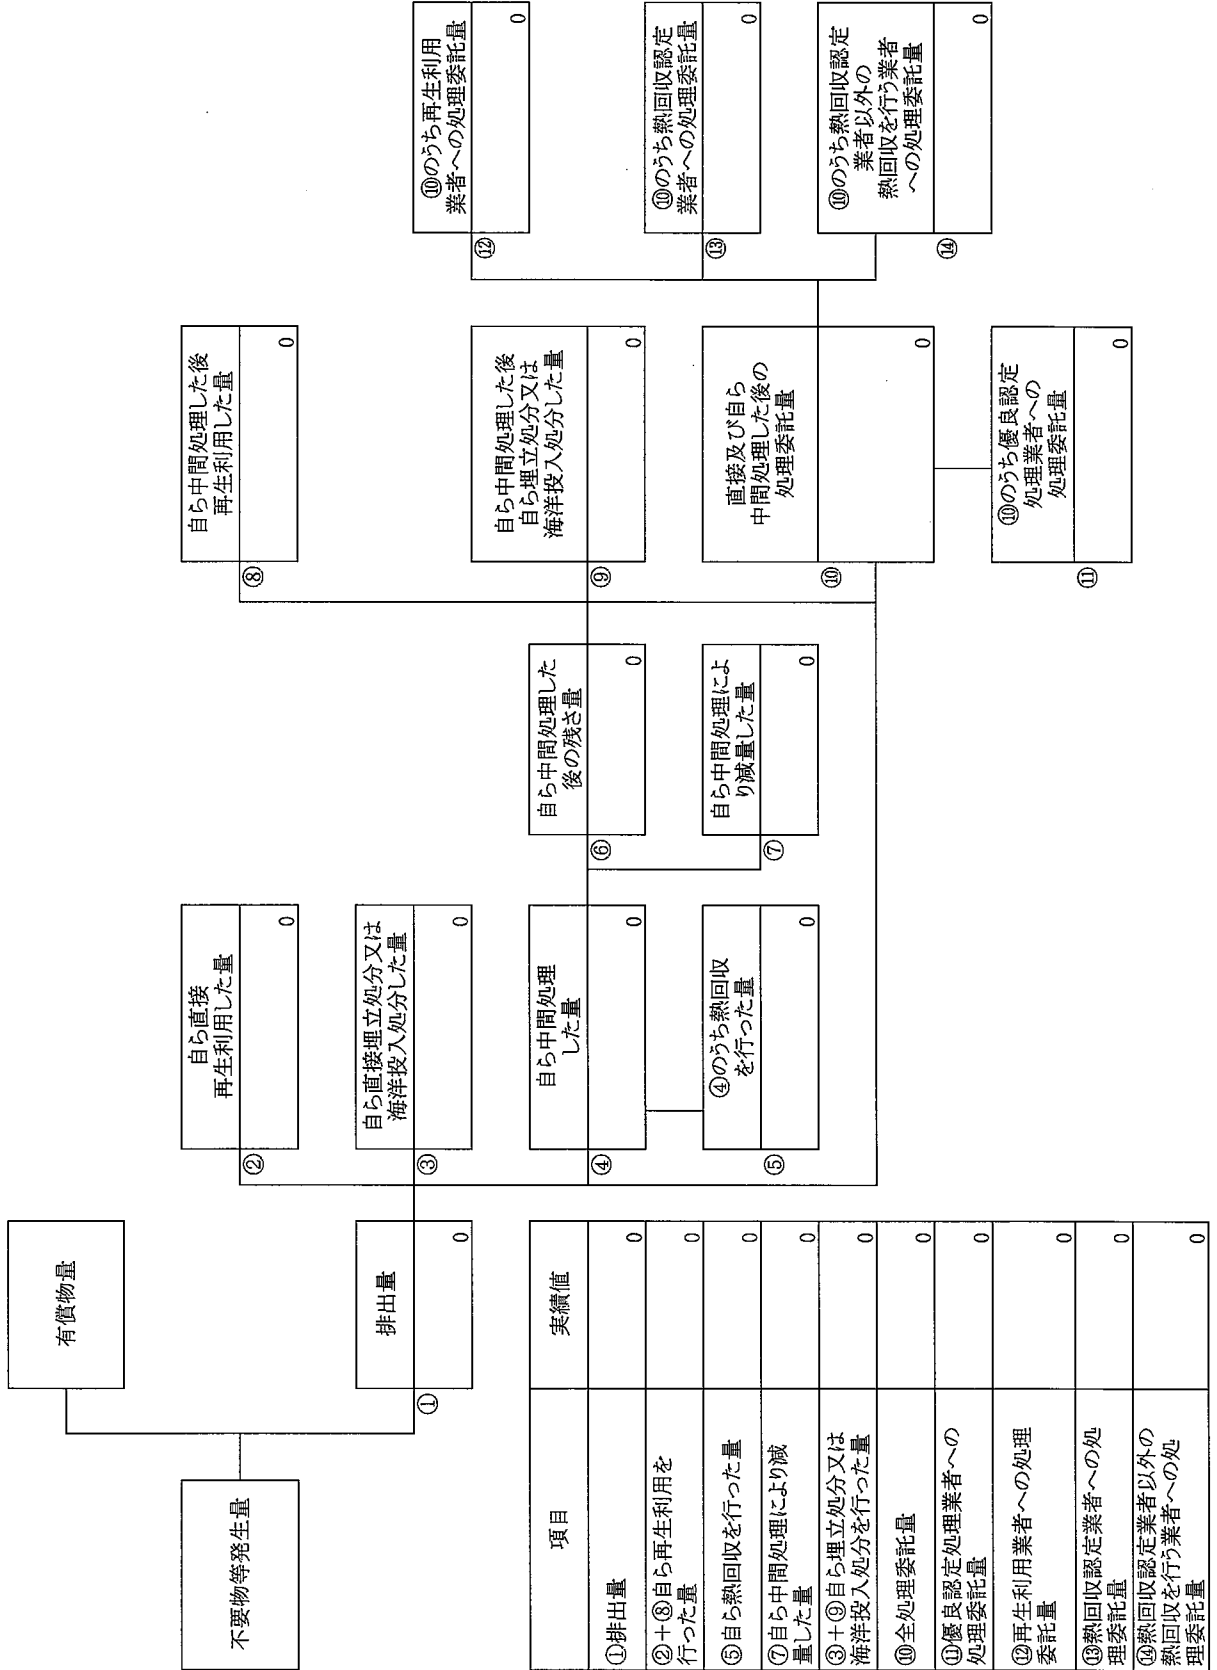 不要物等発生量
有償物量
①
排出量
0
②
自ら直接
再生利用した量
0
③
自ら直接埋立処分又は
海洋投入処分した量
0
④
自ら中間処理
した量
0
⑤
④のうち熱回収
を行った量
0
⑥
自ら中間処理した
後の残さ量
0
⑦
自ら中間処理によ
り減量した量
0
⑧
自ら中間処理した後
再生利用した量
0
⑨
自ら中間処理した後
自ら埋立処分又は
海洋投入処分した量
0
⑩
直接及び自ら
中間処理した後の
処理委託量
0
⑪
⑩のうち優良認定
処理業者への
処理委託量
0
⑫
⑩のうち再生利用
業者への処理委託量
0
⑬
⑩のうち熱回収認定
業者への処理委託量
0
⑭
⑩のうち熱回収認定
業者以外の
熱回収を行う業者
への処理委託量
0
項目 実績値
①排出量 0
②+⑧自ら再生利用を
行った量 0
⑤自ら熱回収を行った量 0
⑦自ら中間処理により減
量した量 0
③+⑨自ら埋立処分又は
海洋投入処分を行った量 0
⑩全処理委託量 0
⑪優良認定処理業者への
処理委託量 0
⑫再生利用業者への処理
委託量 0
⑬熱回収認定業者への処
理委託量 0
⑭熱回収認定業者以外の
熱回収を行う業者への処
理委託量 0